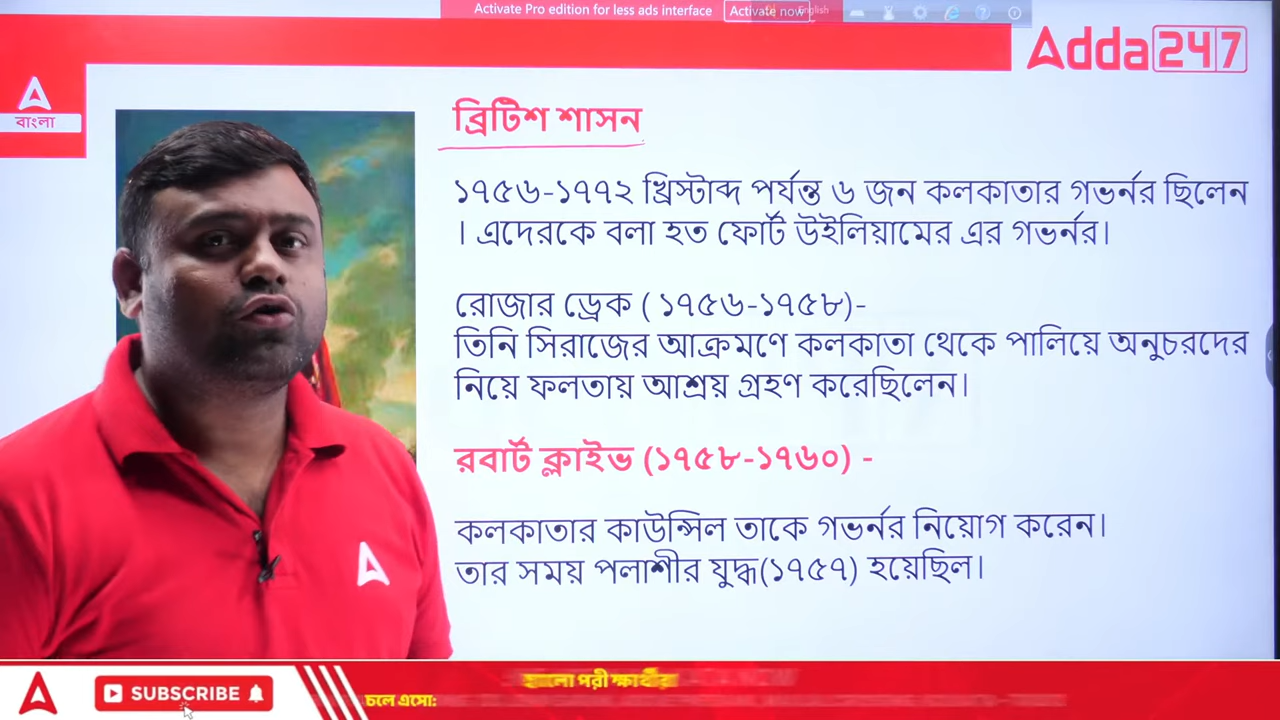 Activate Pro edition for less ads interface
Activate now
English
Adda247
বাংলা
ব্রিটিশ শাসন
১৭৫৬-১৭৭২ খ্রিস্টাব্দ পর্যন্ত ৬ জন কলকাতার গভর্নর ছিলেন
। এদেরকে বলা হত ফোর্ট উইলিয়ামের এর গভর্নর।
রোজার ড্রেক ( ১৭৫৬-১৭৫৮)-
তিনি সিরাজের আক্রমণে কলকাতা থেকে পালিয়ে অনুচরদের
নিয়ে ফলতায় আশ্রয় গ্রহণ করেছিলেন।
রবার্ট ক্লাইভ (১৭৫৮-১৭৬০) -
কলকাতার কাউন্সিল তাকে গভর্নর নিয়োগ করেন।
তার সময় পলাশীর যুদ্ধ(১৭৫৭) হয়েছিল।
SUBSCRIBE
চলে এসো: